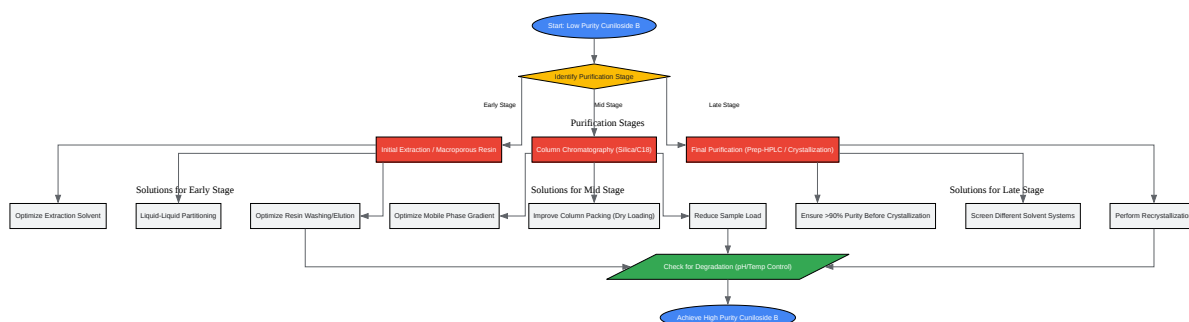 Start: Low Purity Cuniloside B
Identify Purification Stage
Early Stage
Mid Stage
Late Stage
Purification Stages
Initial Extraction / Macroporous Resin
Column Chromatography (Silica/C18)
Final Purification (Prep-HPLC / Crystallization)
Solutions for Early Stage
Solutions for Mid Stage
Solutions for Late Stage
Optimize Extraction Solvent
Liquid-Liquid Partitioning
Optimize Resin Washing/Elution
Optimize Mobile Phase Gradient
Improve Column Packing (Dry Loading)
Reduce Sample Load
Ensure >90% Purity Before Crystallization
Screen Different Solvent Systems
Perform Recrystallization
Check for Degradation (pH/Temp Control)
Achieve High Purity Cuniloside B